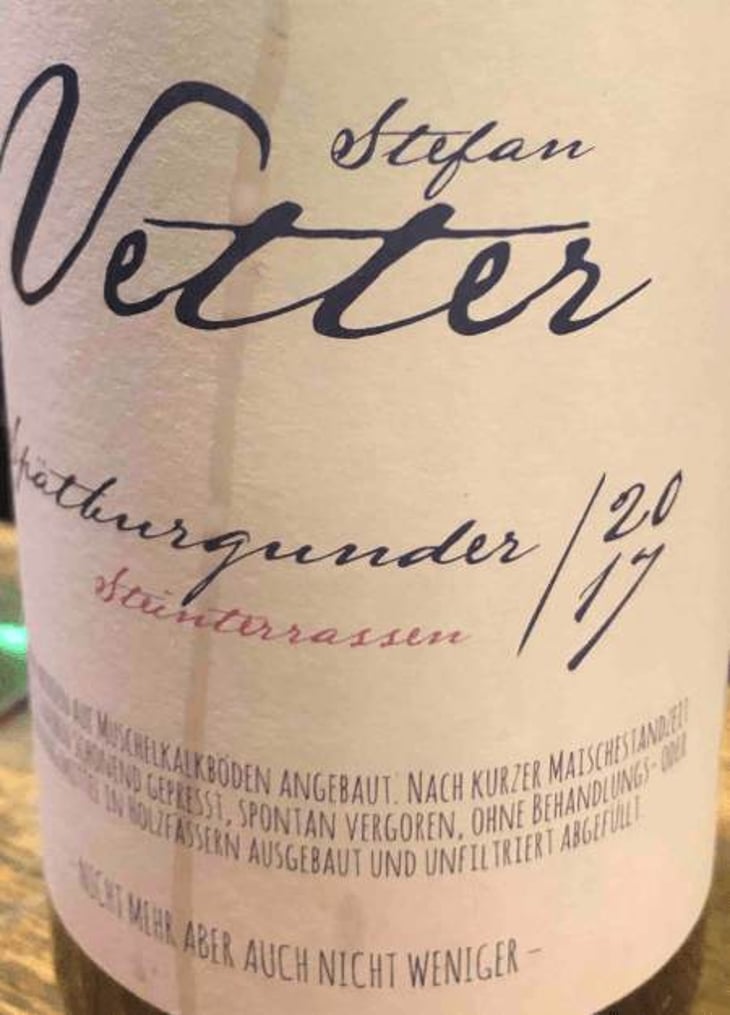 Stefan
Vetter
Spätburgunder / 20
17
Steinterrassen
auf Muschelkalkböden angebaut. Nach kurzer Maischestandzeit
schonend gepresst, spontan vergoren, ohne Behandlungs- oder
in Holzfässern ausgebaut und unfiltriert abgefüllt.
- Nicht mehr aber auch nicht weniger -